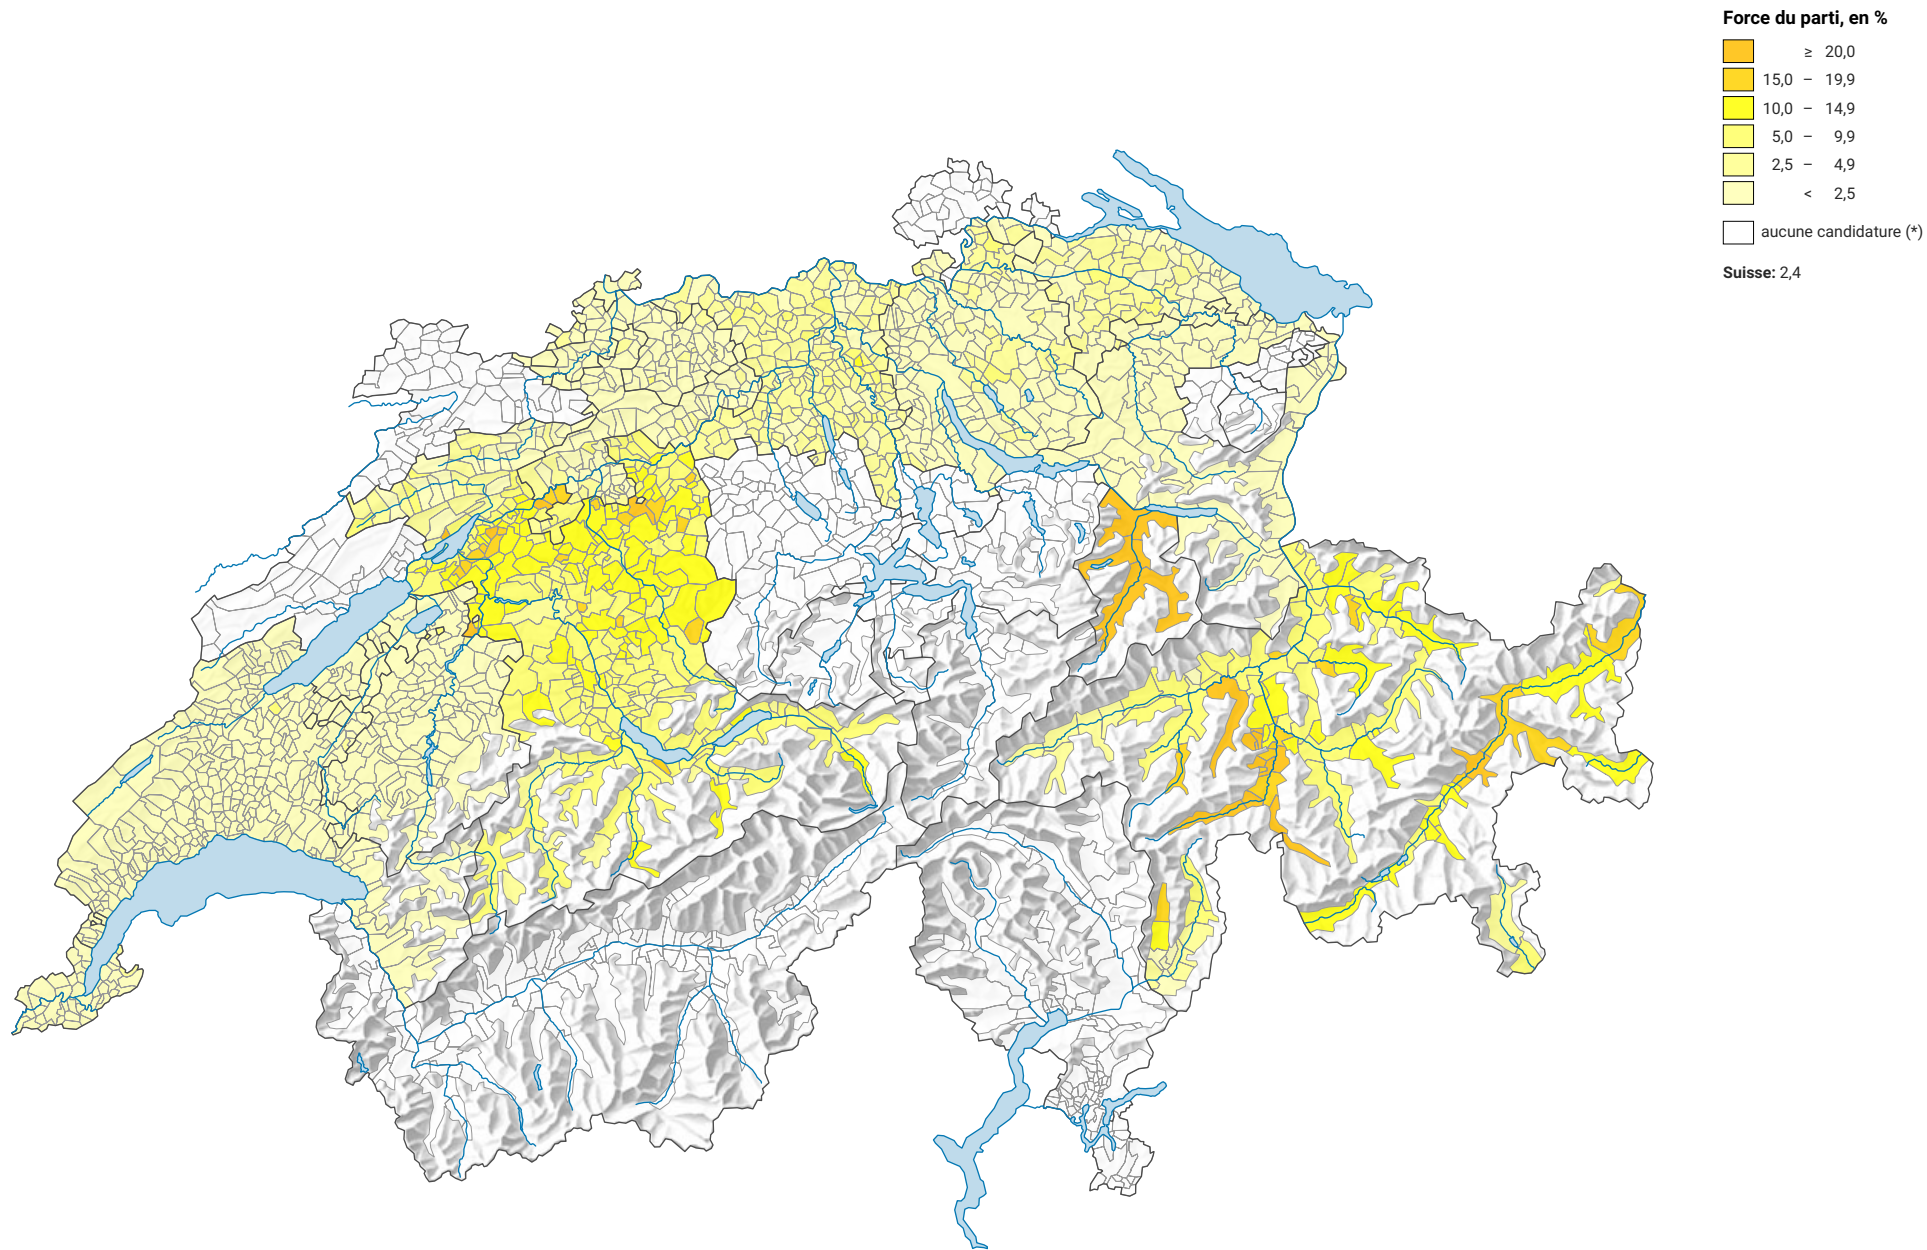 Force du parti, en %
≥ 20,0
15,0 – 19,9
10,0 – 14,9
5,0 – 9,9
2,5 – 4,9
< 2,5
aucune candidature (*)
Suisse: 2,4